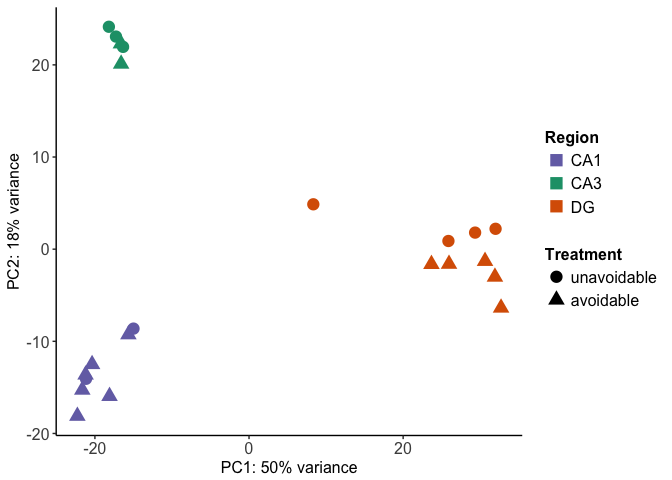 20
10
0
-10
-20
PC2: 18% variance
-20
0
20
PC1: 50% variance
Region
CA1
CA3
DG
Treatment
unavoidable
avoidable